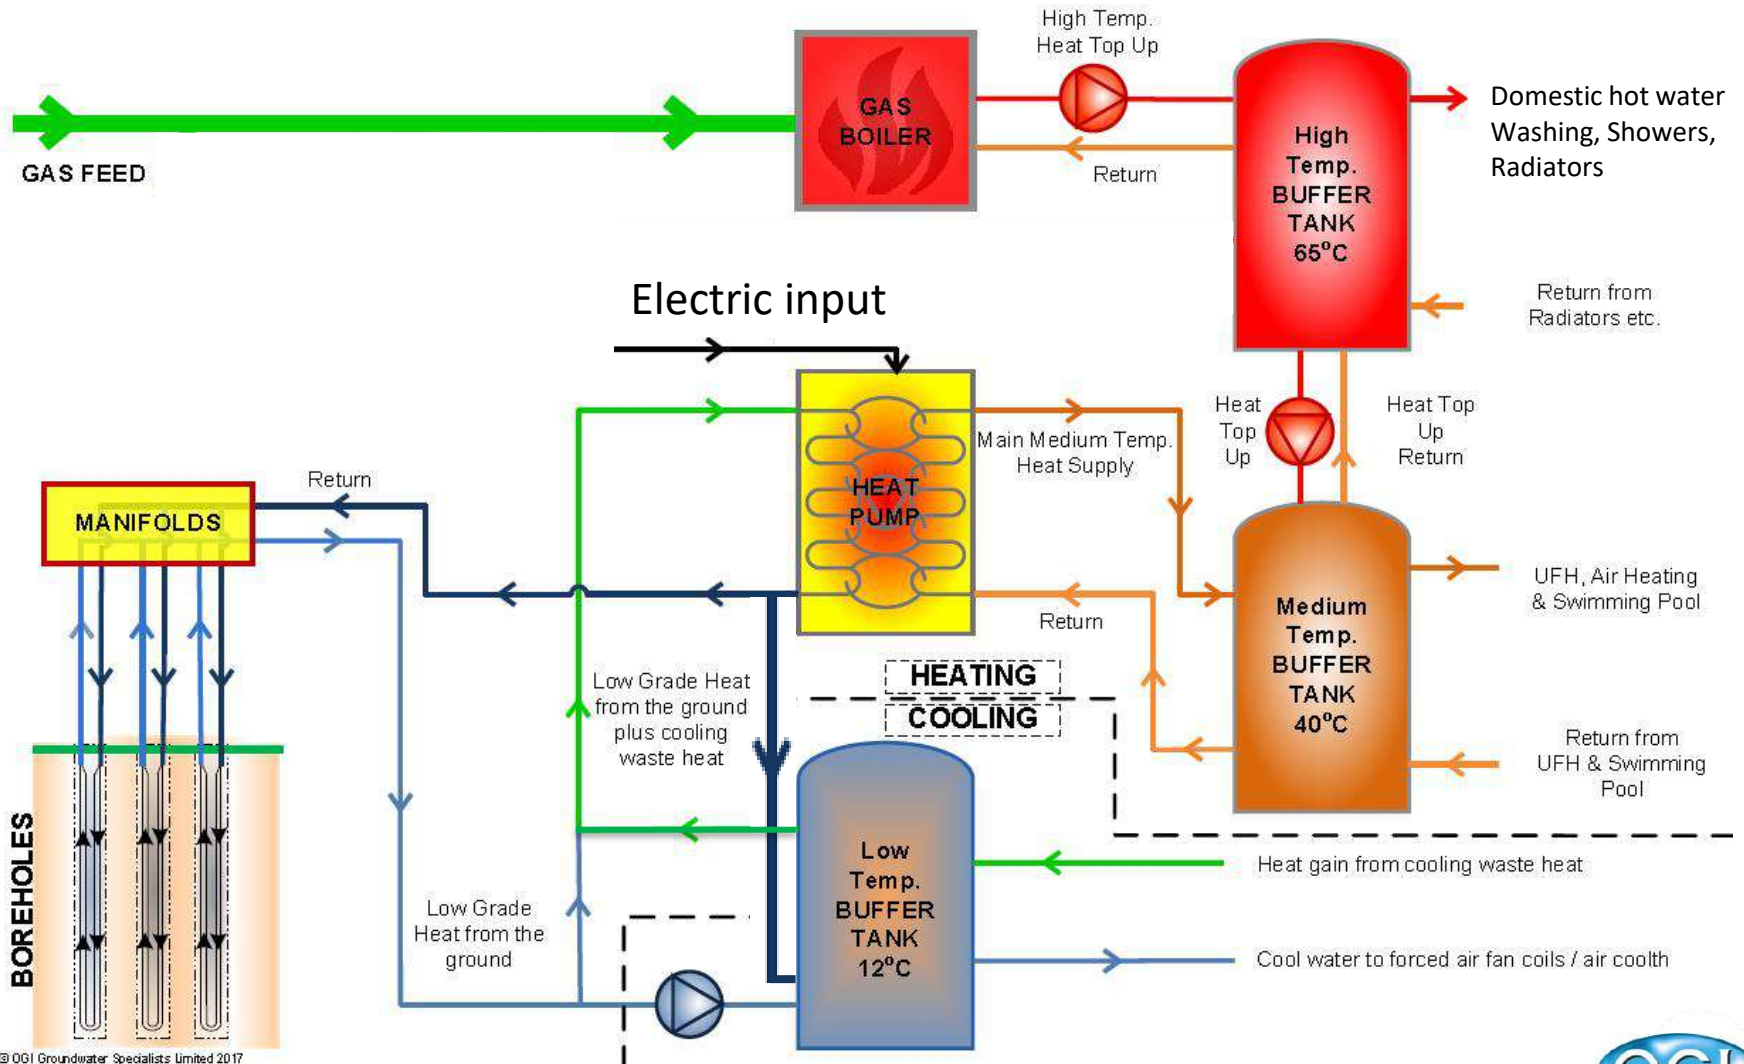 High Temp.
Heat Top Up
GAS
BOILER
GAS FEED
Return
High
Temp.
BUFFER
TANK
65°C
Domestic hot water
Washing, Showers,
Radiators
Return from
Radiators etc.
Electric input
Heat
Top
Up
Heat Top
Up
Return
Main Medium Temp.
Heat Supply
HEAT
PUMP
Return
MANIFOLDS
Return
Medium
Temp.
BUFFER
TANK
40°C
UFH, Air Heating
& Swimming Pool
Return from
UFH & Swimming
Pool
HEATING
COOLING
Low Grade Heat
from the ground
plus cooling
waste heat
Low
Temp.
BUFFER
TANK
12°C
Heat gain from cooling waste heat
Cool water to forced air fan coils / air coolth
Low Grade
Heat from the
ground
BOREHOLES
© OGI Groundwater Specialists Limited 2017
OGI